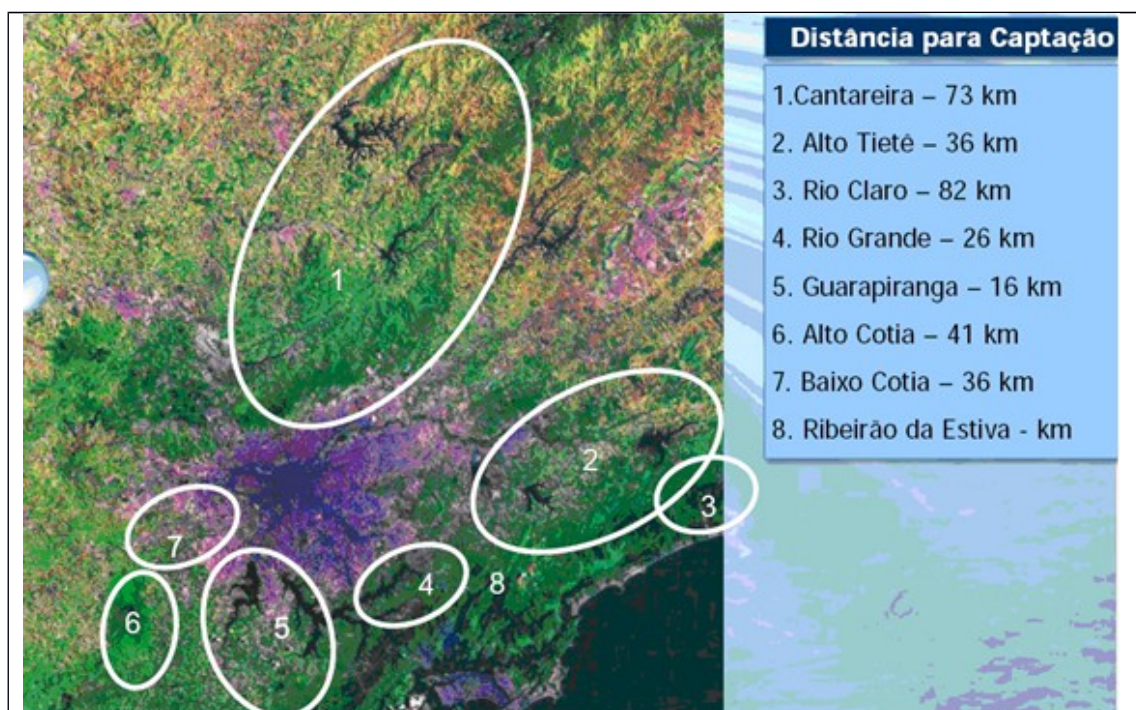 Distância para Captação
1.Cantareira – 73 km
2. Alto Tietê – 36 km
3. Rio Claro – 82 km
4. Rio Grande – 26 km
5. Guarapiranga – 16 km
6. Alto Cotia – 41 km
7. Baixo Cotia – 36 km
8. Ribeirão da Estiva - km
1
2
3
7
4
8
6
5